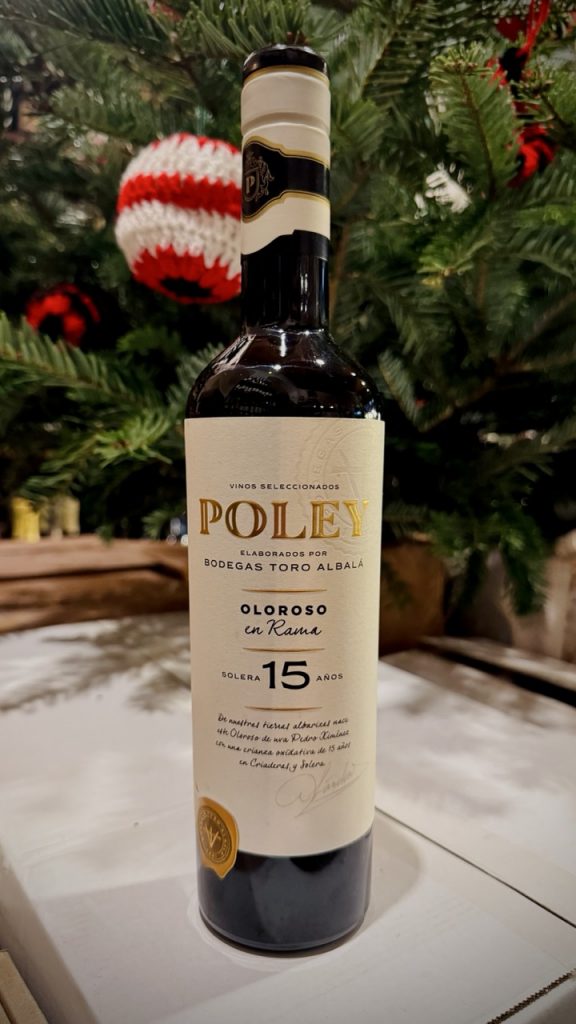 P
VINOS SELECCIONADOS
POLEY
ELABORADOS POR
BODEGAS TORO ALBALÁ
OLOROSO
en Rama
SOLERA 15 AÑOS
De nuestras tierras albarizas nace
este Oloroso de uva Pedro Ximénez
con una crianza oxidativa de 15 años
en Criaderas y Solera